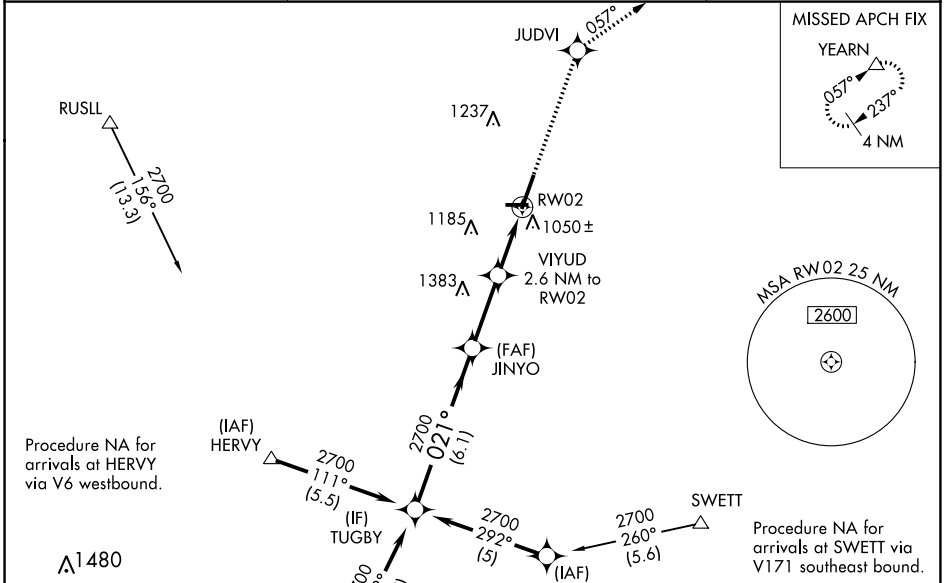 MISSED APCH FIX
YEARN
057°
237°
4 NM
057°
JUDVI
1237
RUSLL
2700
156°
(13.3)
RW02
1185
1050±
VIYUD
2.6 NM to
RW02
1383
MSA RW02 25 NM
2600
(FAF)
JINYO
2700
021°
(6.1)
(IAF)
HERVY
Procedure NA for
arrivals at HERVY
via V6 westbound.
2700
111°
(5.5)
(IF)
TUGBY
2700
292°
(5)
SWETT
2700
260°
(5.6)
(IAF)
Procedure NA for
arrivals at SWETT via
V171 southeast bound.
1480
2700